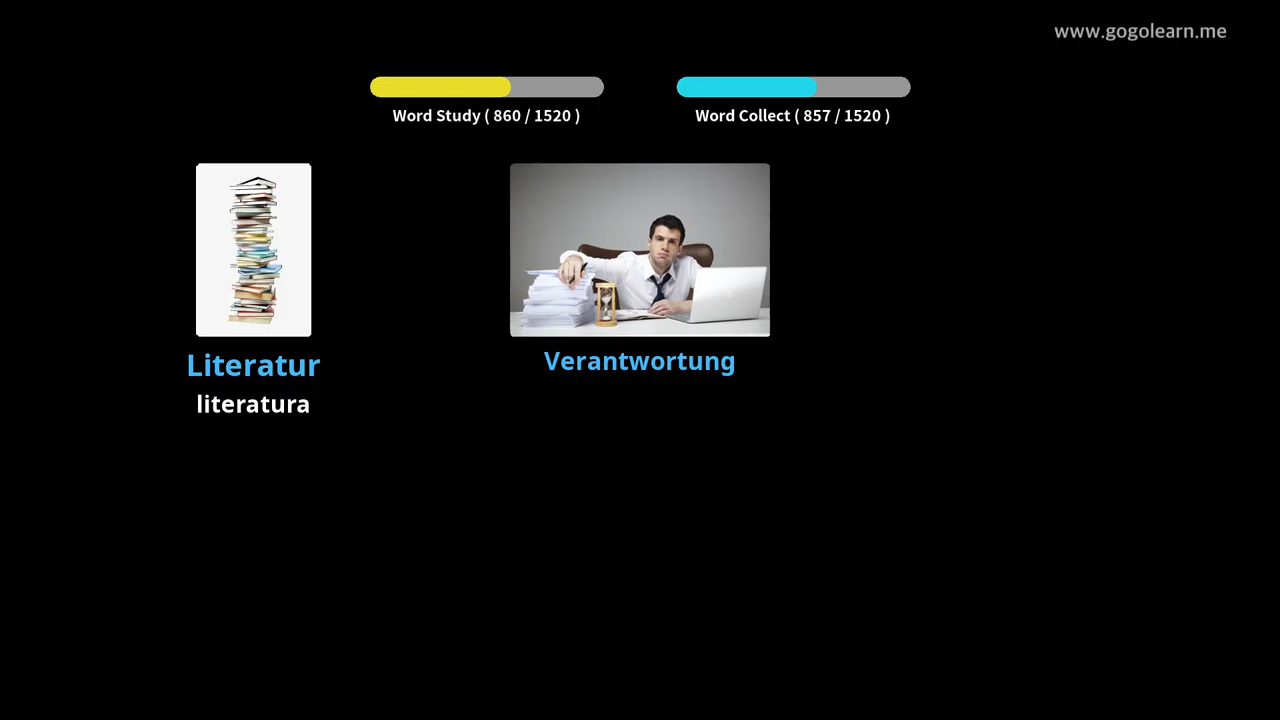 www.gogolearn.me
Word Study ( 860 / 1520 )
Word Collect ( 857 / 1520 )
Literatur
literatura
Verantwortung